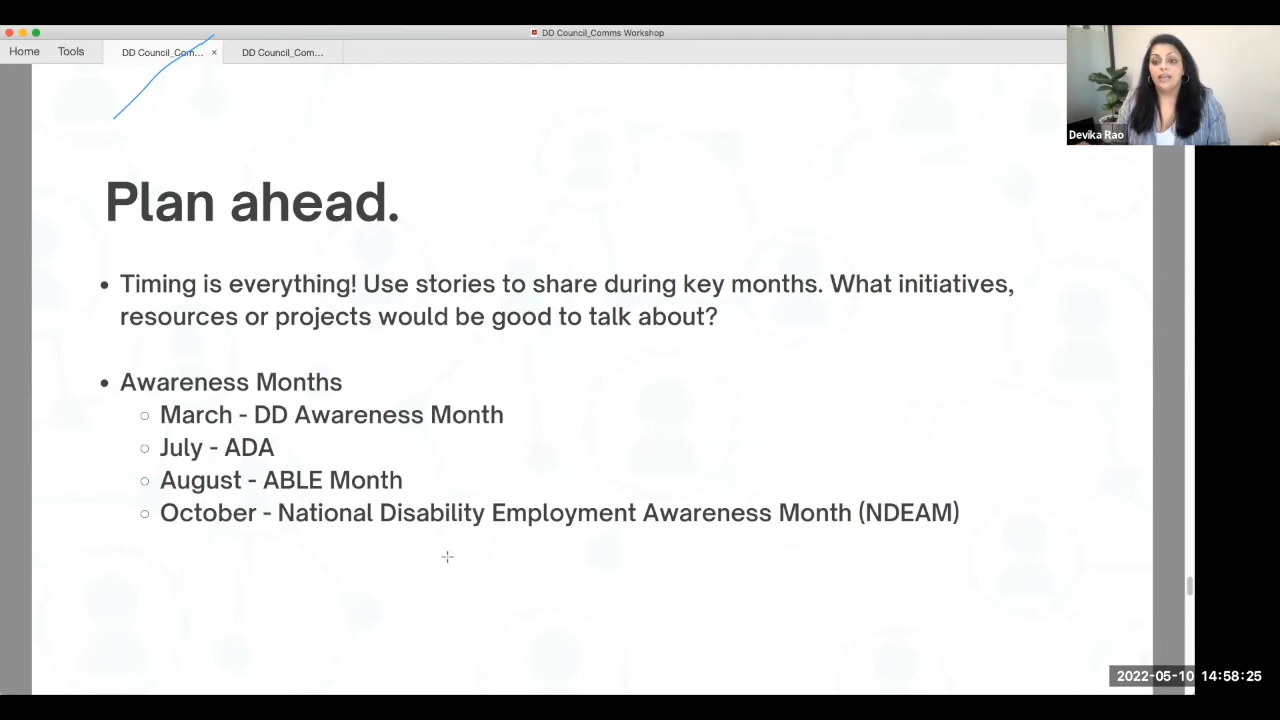 DD Council_Comms Workshop
Home Tools DD Council_Com... × DD Council_Com...
Devika Rao
Plan ahead.
• Timing is everything! Use stories to share during key months. What initiatives,
resources or projects would be good to talk about?
• Awareness Months
○ March - DD Awareness Month
○ July - ADA
○ August - ABLE Month
○ October - National Disability Employment Awareness Month (NDEAM)
2022-05-10 14:58:25